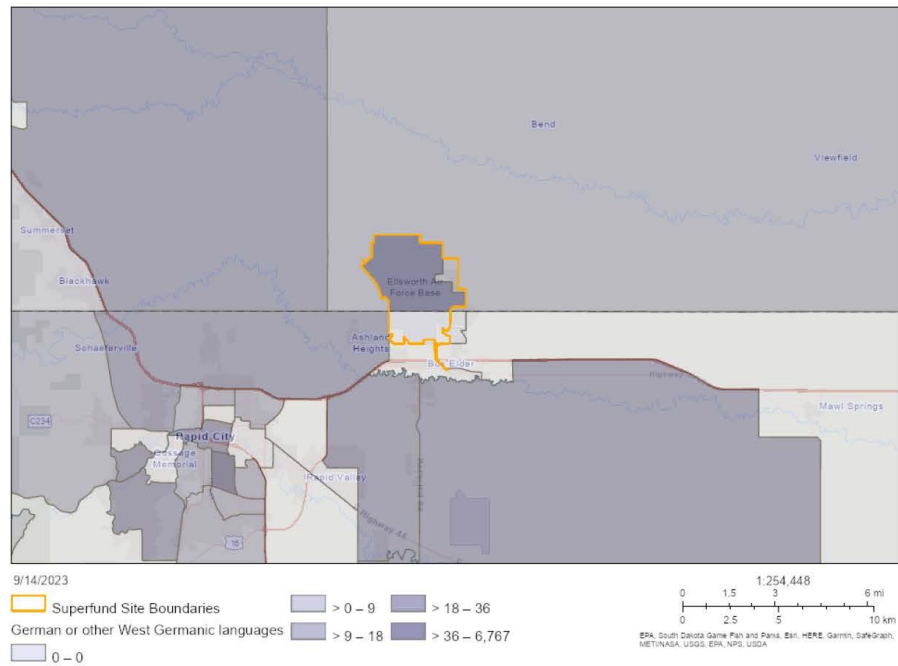 Bend
Viewfield
Summerset
Blackhawk
Ellsworth Air
Force Base
Ashland
Heights
Schaeferville
Box Elder
Highway
Mawl Springs
C234
Rapid City
Gossage
Memorial
Rapid Valley
Highway 44
16
9/14/2023
1:254,448
Superfund Site Boundaries
German or other West Germanic languages
0 – 0
> 0 – 9
> 9 – 18
> 18 – 36
> 36 – 6,767
0 1.5 3 6 mi
0 2.5 5 10 km
EPA, South Dakota Game Fish and Parks, Esri, HERE, Garmin, SafeGraph,
METI/NASA, USGS, EPA, NPS, USDA